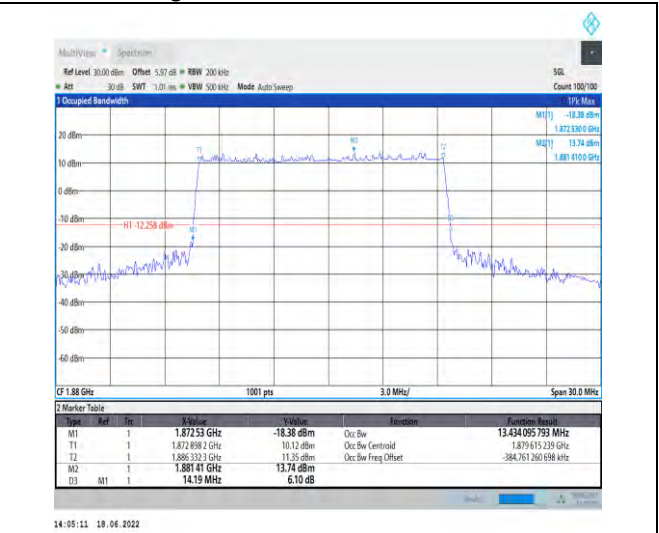 MultiView Spectrum
Ref Level 30.00 dBm Offset 5.97 dB RBW 200 kHz SGL
Att 30 dB SWT 1.01 ms VBW 500 kHz Mode Auto Sweep Count 100/100
1 Occupied Bandwidth 1Pk Max
M1[1] -18.38 dBm
1.872 530 0 GHz
M2[1] 13.74 dBm
1.881 410 0 GHz
20 dBm
T1 M2 T2
10 dBm
0 dBm
-10 dBm
H1 -12.258 dBm
M1
-20 dBm
-30 dBm
-40 dBm
-50 dBm
-60 dBm
CF 1.88 GHz 1001 pts 3.0 MHz/ Span 30.0 MHz
2 Marker Table
Type Ref Trc X-Value Y-Value Function Function Result
M1 1 1.872 53 GHz -18.38 dBm Occ Bw 13.434 095 793 MHz
T1 1 1.872 898 2 GHz 10.12 dBm Occ Bw Centroid 1.879 615 239 GHz
T2 1 1.886 332 3 GHz 11.35 dBm Occ Bw Freq Offset -384.761 260 698 kHz
M2 1 1.881 41 GHz 13.74 dBm
D3 M1 1 14.19 MHz 6.10 dB
14:05:11 18.06.2022